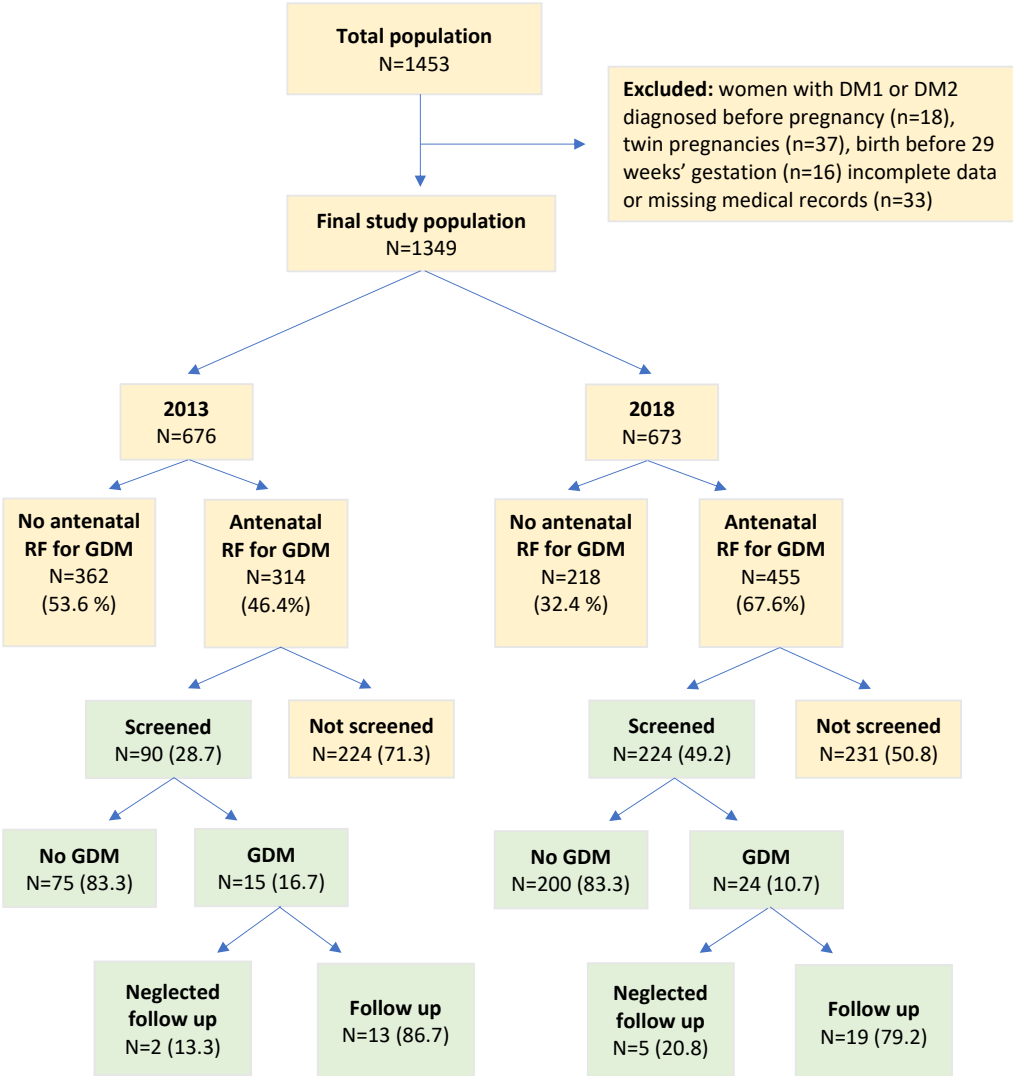 Total population
N=1453
Excluded: women with DM1 or DM2
diagnosed before pregnancy (n=18),
twin pregnancies (n=37), birth before 29
weeks’ gestation (n=16) incomplete data
or missing medical records (n=33)
Final study population
N=1349
2013
N=676
2018
N=673
No antenatal
RF for GDM
N=362
(53.6 %)
Antenatal
RF for GDM
N=314
(46.4%)
No antenatal
RF for GDM
N=218
(32.4 %)
Antenatal
RF for GDM
N=455
(67.6%)
Screened
N=90 (28.7)
Not screened
N=224 (71.3)
Screened
N=224 (49.2)
Not screened
N=231 (50.8)
No GDM
N=75 (83.3)
GDM
N=15 (16.7)
No GDM
N=200 (83.3)
GDM
N=24 (10.7)
Neglected
follow up
N=2 (13.3)
Follow up
N=13 (86.7)
Neglected
follow up
N=5 (20.8)
Follow up
N=19 (79.2)